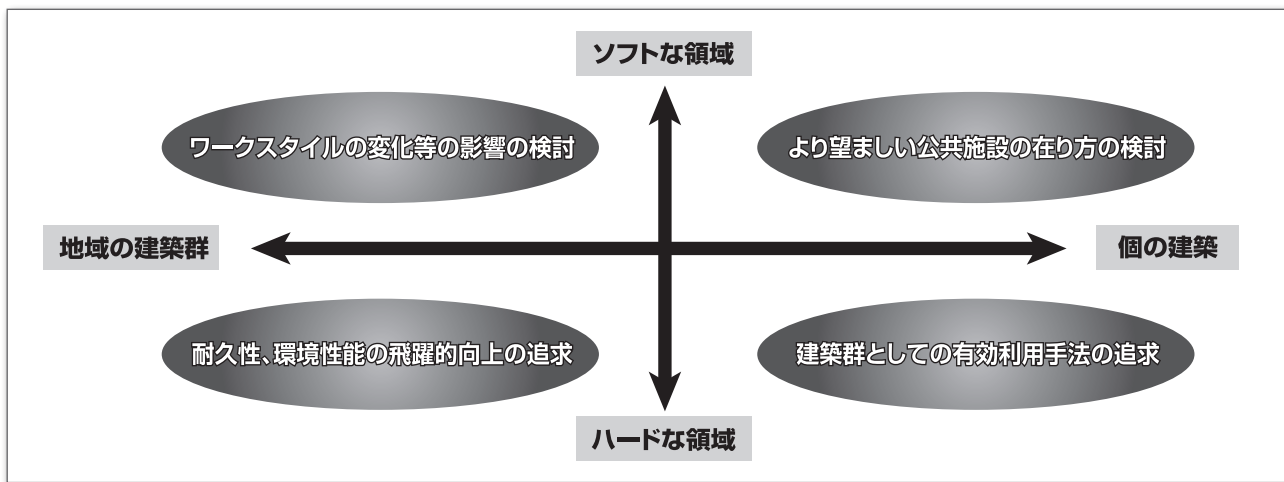 ソフトな領域
ワークスタイルの変化等の影響の検討
より望ましい公共施設の在り方の検討
地域の建築群
個の建築
耐久性、環境性能の飛躍的向上の追求
建築群としての有効利用手法の追求
ハードな領域